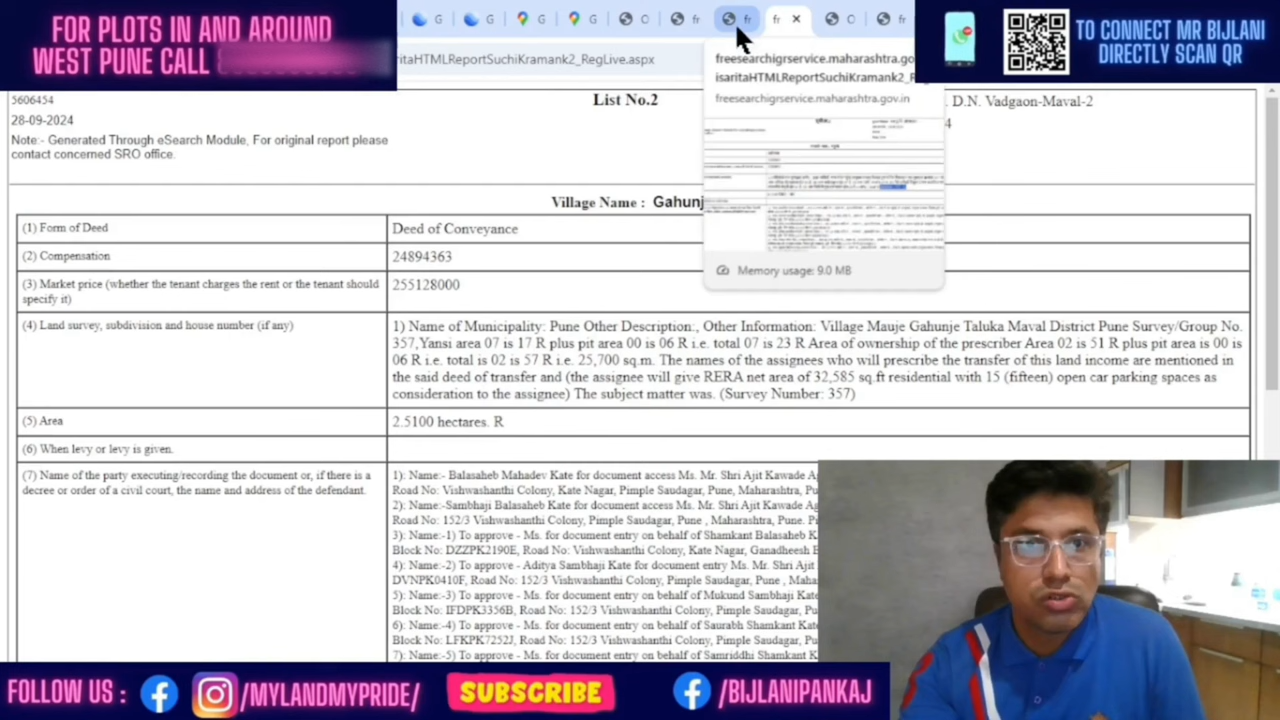 FOR PLOTS IN AND AROUND
WEST PUNE CALL
G
G
G
G
fr
fr
fr
fr
TO CONNECT MR BIJLANI
DIRECTLY SCAN QR
ritaHTMLReportSuchiKramank2_RegLive.aspx
freesearchigrservice.maharashtra.go
isaritaHTMLReportSuchiKramank2_R
freesearchigrservice.maharashtra.gov.in
Memory usage: 9.0 MB
5606454
28-09-2024
Note:- Generated Through eSearch Module, For original report please
contact concerned SRO office.
List No.2
D.N. Vadgaon-Maval-2
4
Village Name : Gahunj
(1) Form of Deed
Deed of Conveyance
(2) Compensation
24894363
(3) Market price (whether the tenant charges the rent or the tenant should
specify it)
255128000
(4) Land survey, subdivision and house number (if any)
1) Name of Municipality: Pune Other Description:, Other Information: Village Mauje Gahunje Taluka Maval District Pune Survey/Group No.
357,Yansi area 07 is 17 R plus pit area 00 is 06 R i.e. total 07 is 23 R Area of ownership of the prescriber Area 02 is 51 R plus pit area is 00 is
06 R i.e. total is 02 is 57 R i.e. 25,700 sq.m. The names of the assignees who will prescribe the transfer of this land income are mentioned in
the said deed of transfer and (the assignee will give RERA net area of 32,585 sq.ft residential with 15 (fifteen) open car parking spaces as
consideration to the assignee) The subject matter was. (Survey Number: 357)
(5) Area
2.5100 hectares. R
(6) When levy or levy is given.
(7) Name of the party executing/recording the document or, if there is a
decree or order of a civil court, the name and address of the defendant.
1): Name:- Balasaheb Mahadev Kate for document access Ms. Mr. Shri Ajit Kawade Ag
Road No: Vishwashanthi Colony, Kate Nagar, Pimple Saudagar, Pune, Maharashtra, Pu
2): Name:-Sambhaji Balasaheb Kate for document access Ms. Mr. Shri Ajit Kawade Ag
Road No: 152/3 Vishwashanthi Colony, Pimple Saudagar, Pune , Maharashtra, Pune. Pi
3): Name:-1) To approve - Ms. for document entry on behalf of Shamkant Balasaheb K
Block No: DZZPK2190E, Road No: Vishwashanthi Colony, Kate Nagar, Ganadheesh B
4): Name:-2) To approve - Aditya Sambhaji Kate for document entry Ms. Mr. Shri Ajit
DVNPK0410F, Road No: 152/3 Vishwashanthi Colony, Pimple Saudagar, Pune , Maha
5): Name:-3) To approve - Ms. for document entry on behalf of Mukund Sambhaji Kate
Block No: IFDPK3356B, Road No: 152/3 Vishwashanthi Colony, Pimple Saudagar, Pu
6): Name:-4) To approve - Ms. for document entry on behalf of Saurabh Shamkant Kate
Block No: LFKPK7252J, Road No: 152/3 Vishwashanthi Colony, Pimple Saudagar, Pu
7): Name:-5) To approve - Ms. for document entry on behalf of Samriddhi Shamkant K
FOLLOW US :
/MYLANDMYPRIDE/
SUBSCRIBE
/BIJLANIPANKAJ